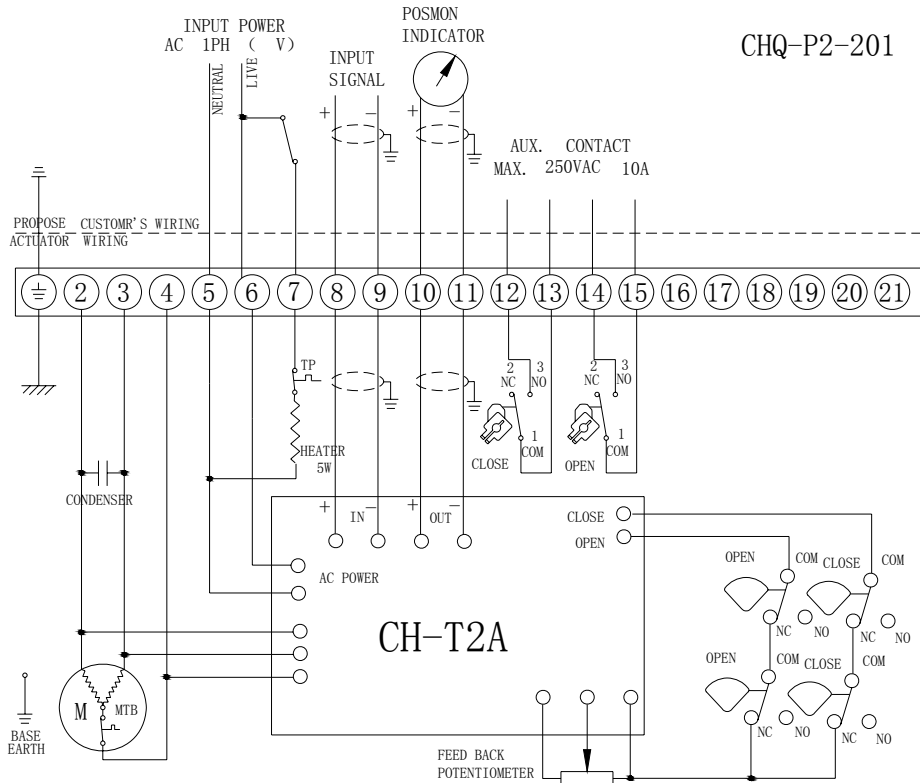 CHQ-P2-201
INPUT POWER
AC 1PH ( V)
NEUTRAL
LIVE
INPUT
SIGNAL
+ −
POSMON
INDICATOR
+ −
AUX. CONTACT
MAX. 250VAC 10A
PROPOSE CUSTOMR'S WIRING
ACTUATOR WIRING
2 3 4 5 6 7 8 9 10 11 12 13 14 15 16 17 18 19 20 21
TP
HEATER
5W
2
NC
3
NO
1
COM
CLOSE
2
NC
3
NO
1
COM
OPEN
CONDENSER
+ IN −
+ OUT −
CLOSE
OPEN
AC POWER
CH-T2A
M
MTB
BASE
EARTH
FEED BACK
POTENTIOMETER
OPEN
COM
NC
NO
CLOSE
COM
NC
NO
OPEN
COM
NC
NO
CLOSE
COM
NC
NO